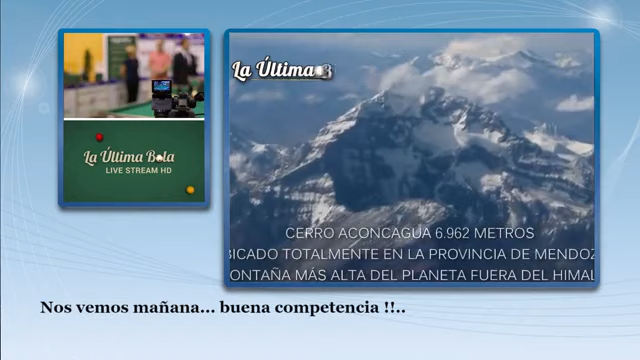 La Última Bola
LIVE STREAM HD
La Última B
CERRO ACONCAGUA 6.962 METROS
BICADO TOTALMENTE EN LA PROVINCIA DE MENDOZ
ONTAÑA MÁS ALTA DEL PLANETA FUERA DEL HIMAL
Nos vemos mañana... buena competencia !!..